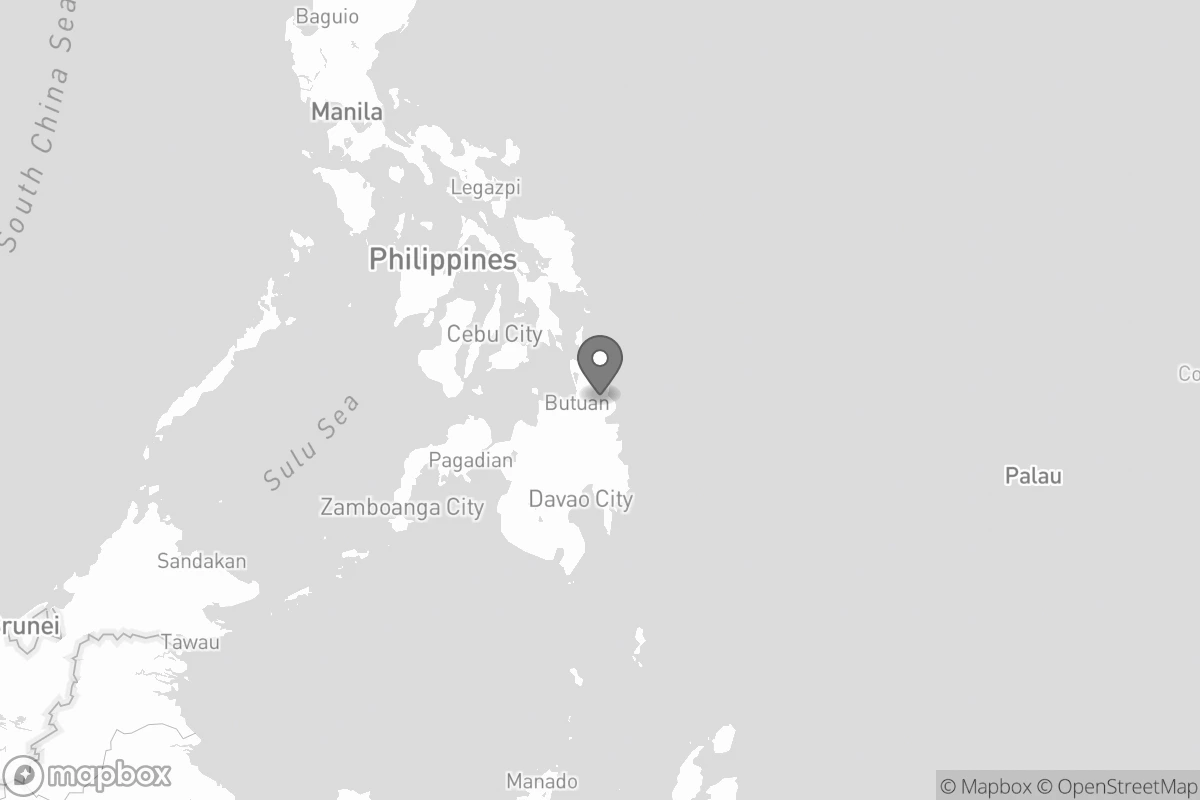 Baguio
South China Sea
Manila
Legazpi
Philippines
Cebu City
Co
Butuan
Sulu Sea
Pagadian
Palau
Davao City
Zamboanga City
Sandakan
runei
Tawau
mapbox
Manado
© Mapbox © OpenStreetMap